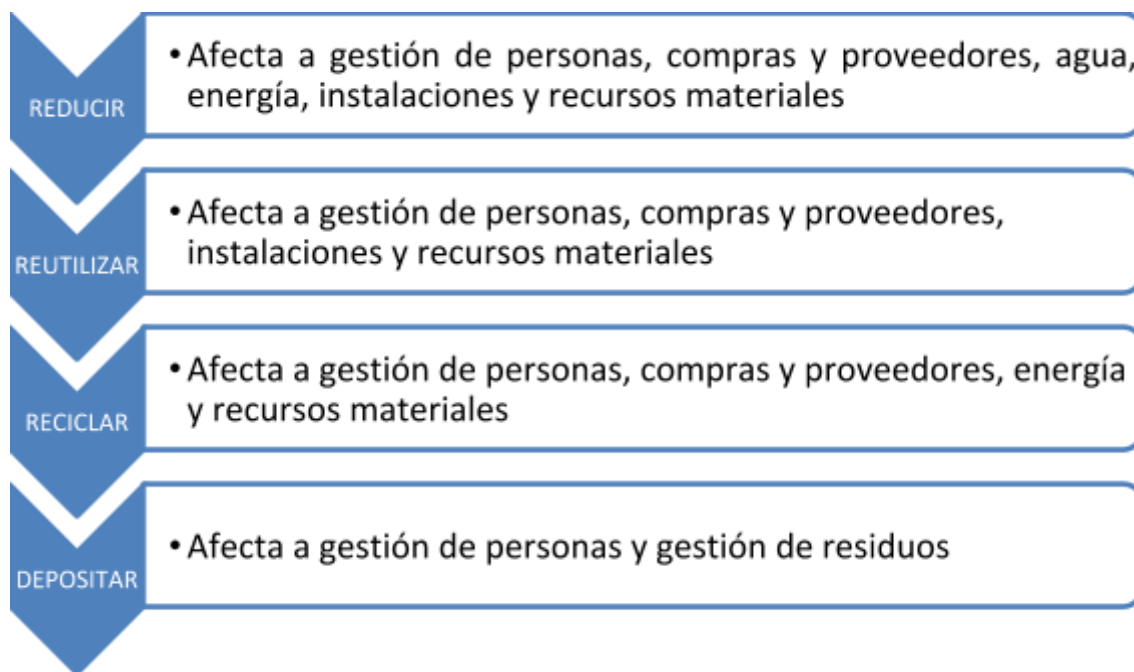 REDUCIR
• Afecta a gestión de personas, compras y proveedores, agua,
energía, instalaciones y recursos materiales
REUTILIZAR
• Afecta a gestión de personas, compras y proveedores,
instalaciones y recursos materiales
RECICLAR
• Afecta a gestión de personas, compras y proveedores, energía
y recursos materiales
DEPOSITAR
• Afecta a gestión de personas y gestión de residuos